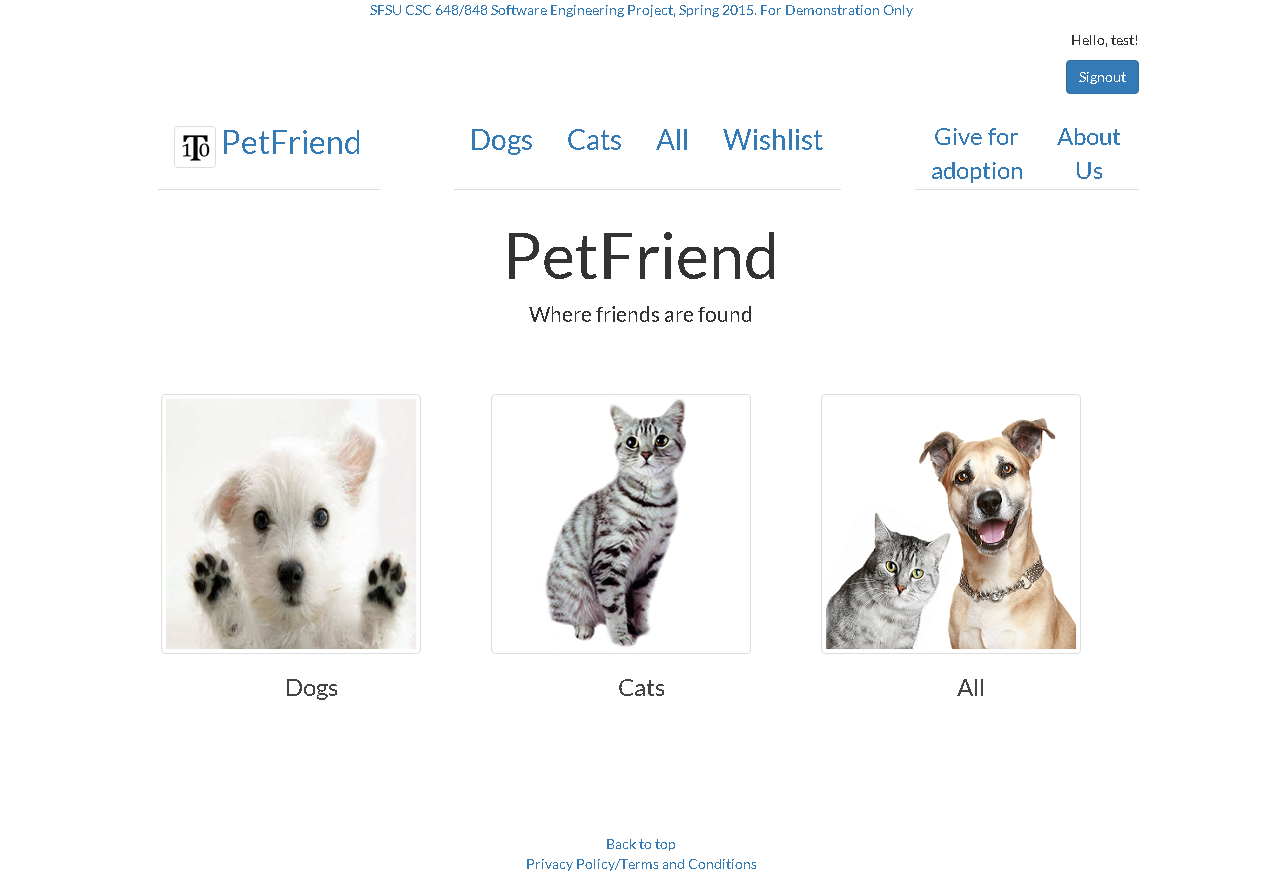 SFSU CSC 648/848 Software Engineering Project, Spring 2015. For Demonstration Only
Hello, test!
Signout
PetFriend
Dogs Cats All Wishlist
Give for
adoption
About
Us
PetFriend
Where friends are found
Dogs
Cats
All
Back to top
Privacy Policy/Terms and Conditions